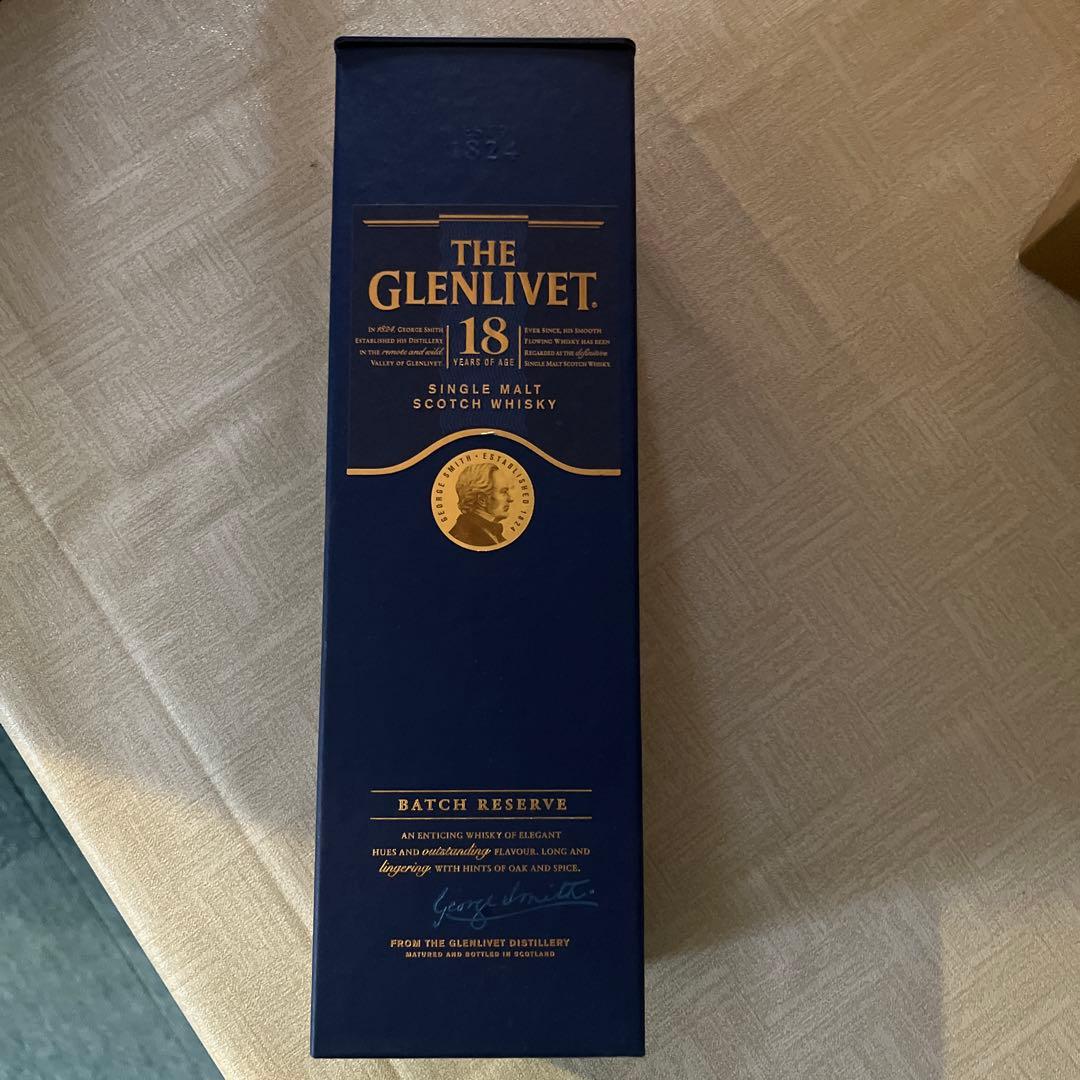 ESTD
1824
THE
GLENLIVET®
IN 1824, GEORGE SMITH
ESTABLISHED HIS DISTILLERY
IN THE remote and wild
VALLEY OF GLENLIVET.
18
YEARS OF AGE
EVER SINCE, HIS SMOOTH
FLOWING WHISKY HAS BEEN
REGARDED AS THE definitive
SINGLE MALT SCOTCH WHISKY.
SINGLE MALT
SCOTCH WHISKY
GEORGE SMITH · ESTABLISHED 1824
BATCH RESERVE
AN ENTICING WHISKY OF ELEGANT
HUES AND outstanding FLAVOUR. LONG AND
lingering WITH HINTS OF OAK AND SPICE.
George Smith
FROM THE GLENLIVET DISTILLERY
MATURED AND BOTTLED IN SCOTLAND